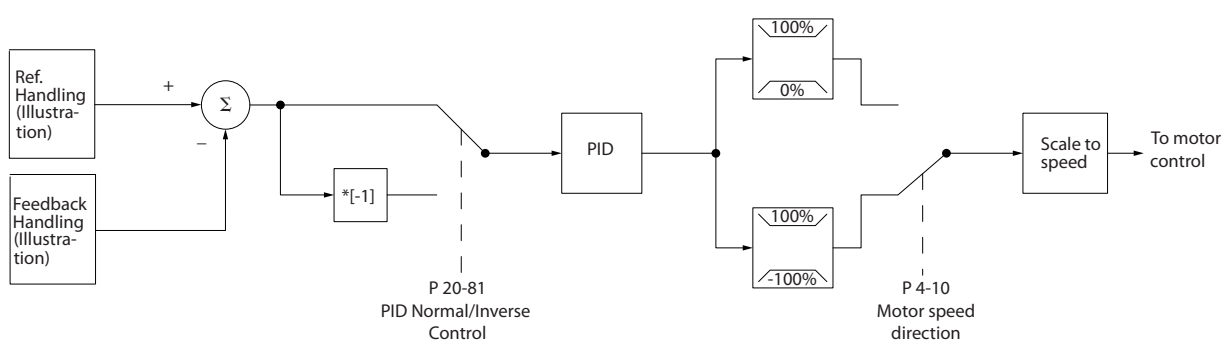 Ref.
Handling
(Illustra-
tion)
+
Σ
−
Feedback
Handling
(Illustra-
tion)
*[-1]
P 20-81
PID Normal/Inverse
Control
PID
100%
0%
100%
-100%
P 4-10
Motor speed
direction
Scale to
speed
To motor
control